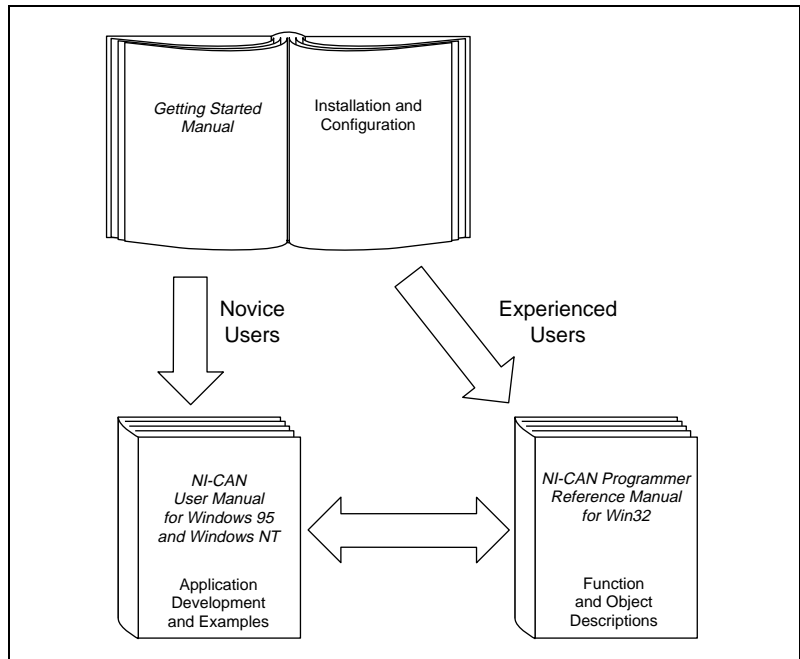 Getting Started
Manual
Installation and
Configuration
Novice
Users
Experienced
Users
NI-CAN
User Manual
for Windows 95
and Windows NT
Application
Development
and Examples
NI-CAN Programmer
Reference Manual
for Win32
Function
and Object
Descriptions